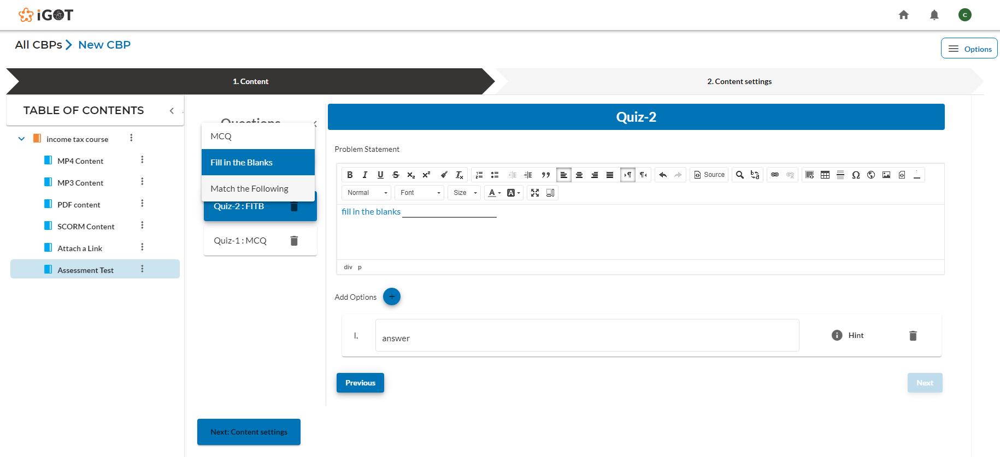 iGOT
C
All CBPs
New CBP
Options
1. Content
2. Content settings
TABLE OF CONTENTS
income tax course
MP4 Content
MP3 Content
PDF content
SCORM Content
Attach a Link
Assessment Test
Questions
MCQ
Fill in the Blanks
Match the Following
Quiz-2 : FITB
Quiz-1 : MCQ
Quiz-2
Problem Statement
Source
Normal
Font
Size
fill in the blanks
div p
Add Options
I.
answer
Hint
Previous
Next
Next: Content settings